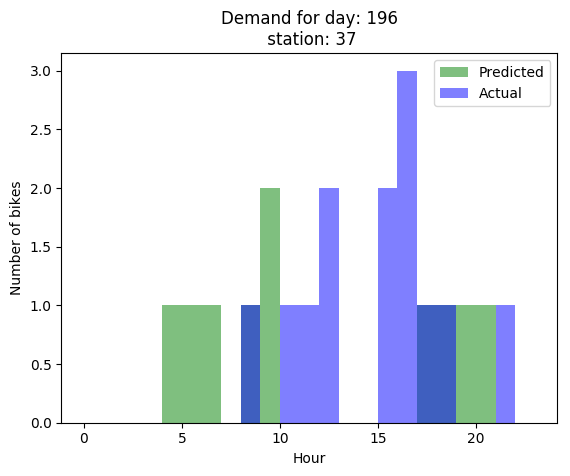 Demand for day: 196
station: 37
Predicted
Actual
Number of bikes
3.0
2.5
2.0
1.5
1.0
0.5
0.0
0
5
10
15
20
Hour